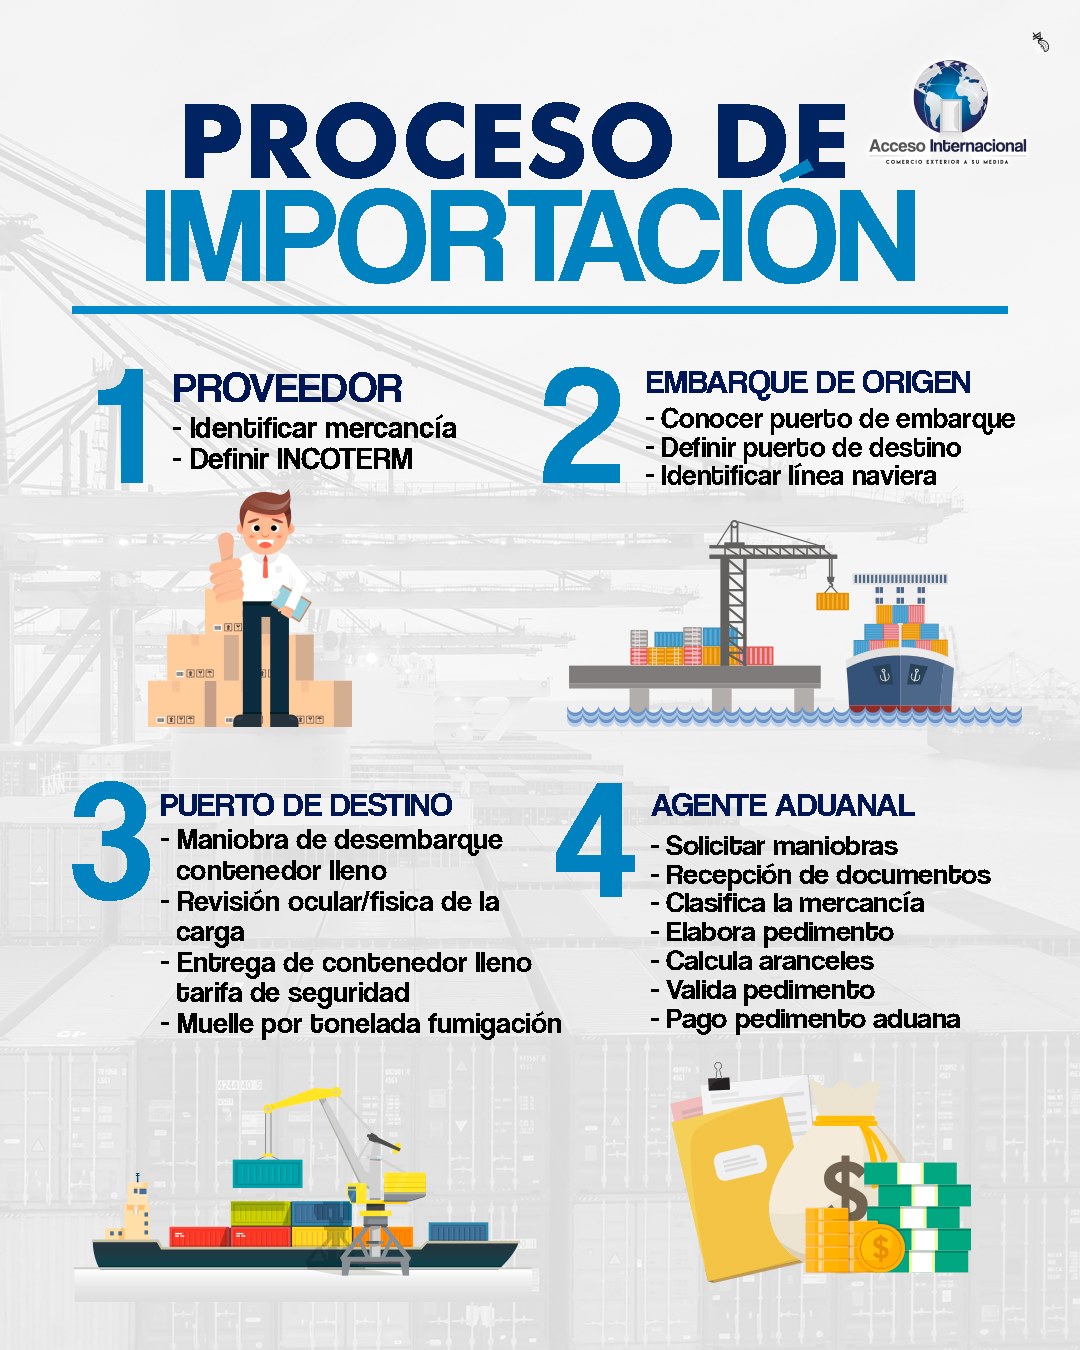 PROCESO DE
IMPORTACIÓN
Acceso Internacional
COMERCIO EXTERIOR A SU MEDIDA
1 PROVEEDOR
- Identificar mercancía
- Definir INCOTERM
2 EMBARQUE DE ORIGEN
- Conocer puerto de embarque
- Definir puerto de destino
- Identificar línea naviera
3 PUERTO DE DESTINO
- Maniobra de desembarque
contenedor lleno
- Revisión ocular/fisica de la
carga
- Entrega de contenedor lleno
tarifa de seguridad
- Muelle por tonelada fumigación
4 AGENTE ADUANAL
- Solicitar maniobras
- Recepción de documentos
- Clasifica la mercancía
- Elabora pedimento
- Calcula aranceles
- Valida pedimento
- Pago pedimento aduana
$
$